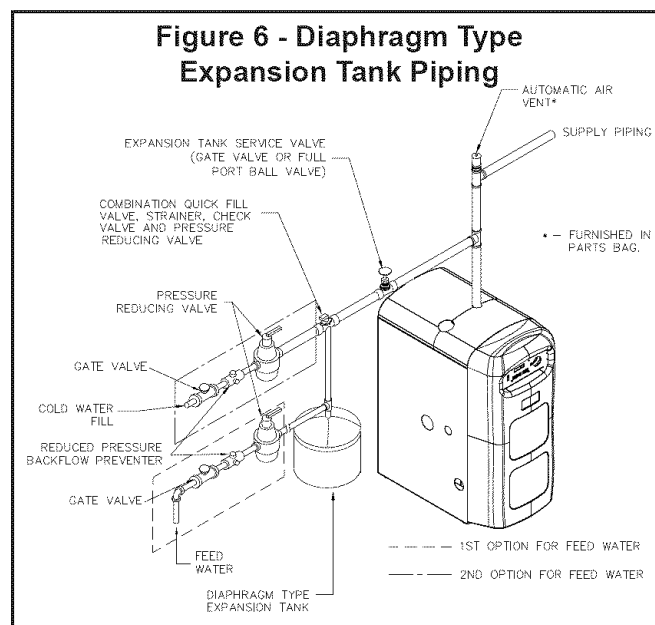 Figure 6 - Diaphragm Type
Expansion Tank Piping
AUTOMATIC AIR
VENT*
SUPPLY PIPING
EXPANSION TANK SERVICE VALVE
(GATE VALVE OR FULL
PORT BALL VALVE)
COMBINATION QUICK FILL
VALVE, STRAINER, CHECK
VALVE AND PRESSURE
REDUCING VALVE
* – FURNISHED IN
PARTS BAG.
PRESSURE
REDUCING VALVE
GATE VALVE
COLD WATER
FILL
REDUCED PRESSURE
BACKFLOW PREVENTER
GATE VALVE
FEED
WATER
DIAPHRAGM TYPE
EXPANSION TANK
1ST OPTION FOR FEED WATER
2ND OPTION FOR FEED WATER